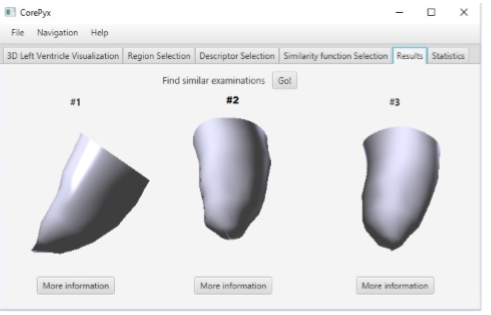 CorePyx
File Navigation Help
3D Left Ventricle Visualization Region Selection Descriptor Selection Similarity function Selection Results Statistics
Find similar examinations Go!
#1 #2 #3
More information More information More information